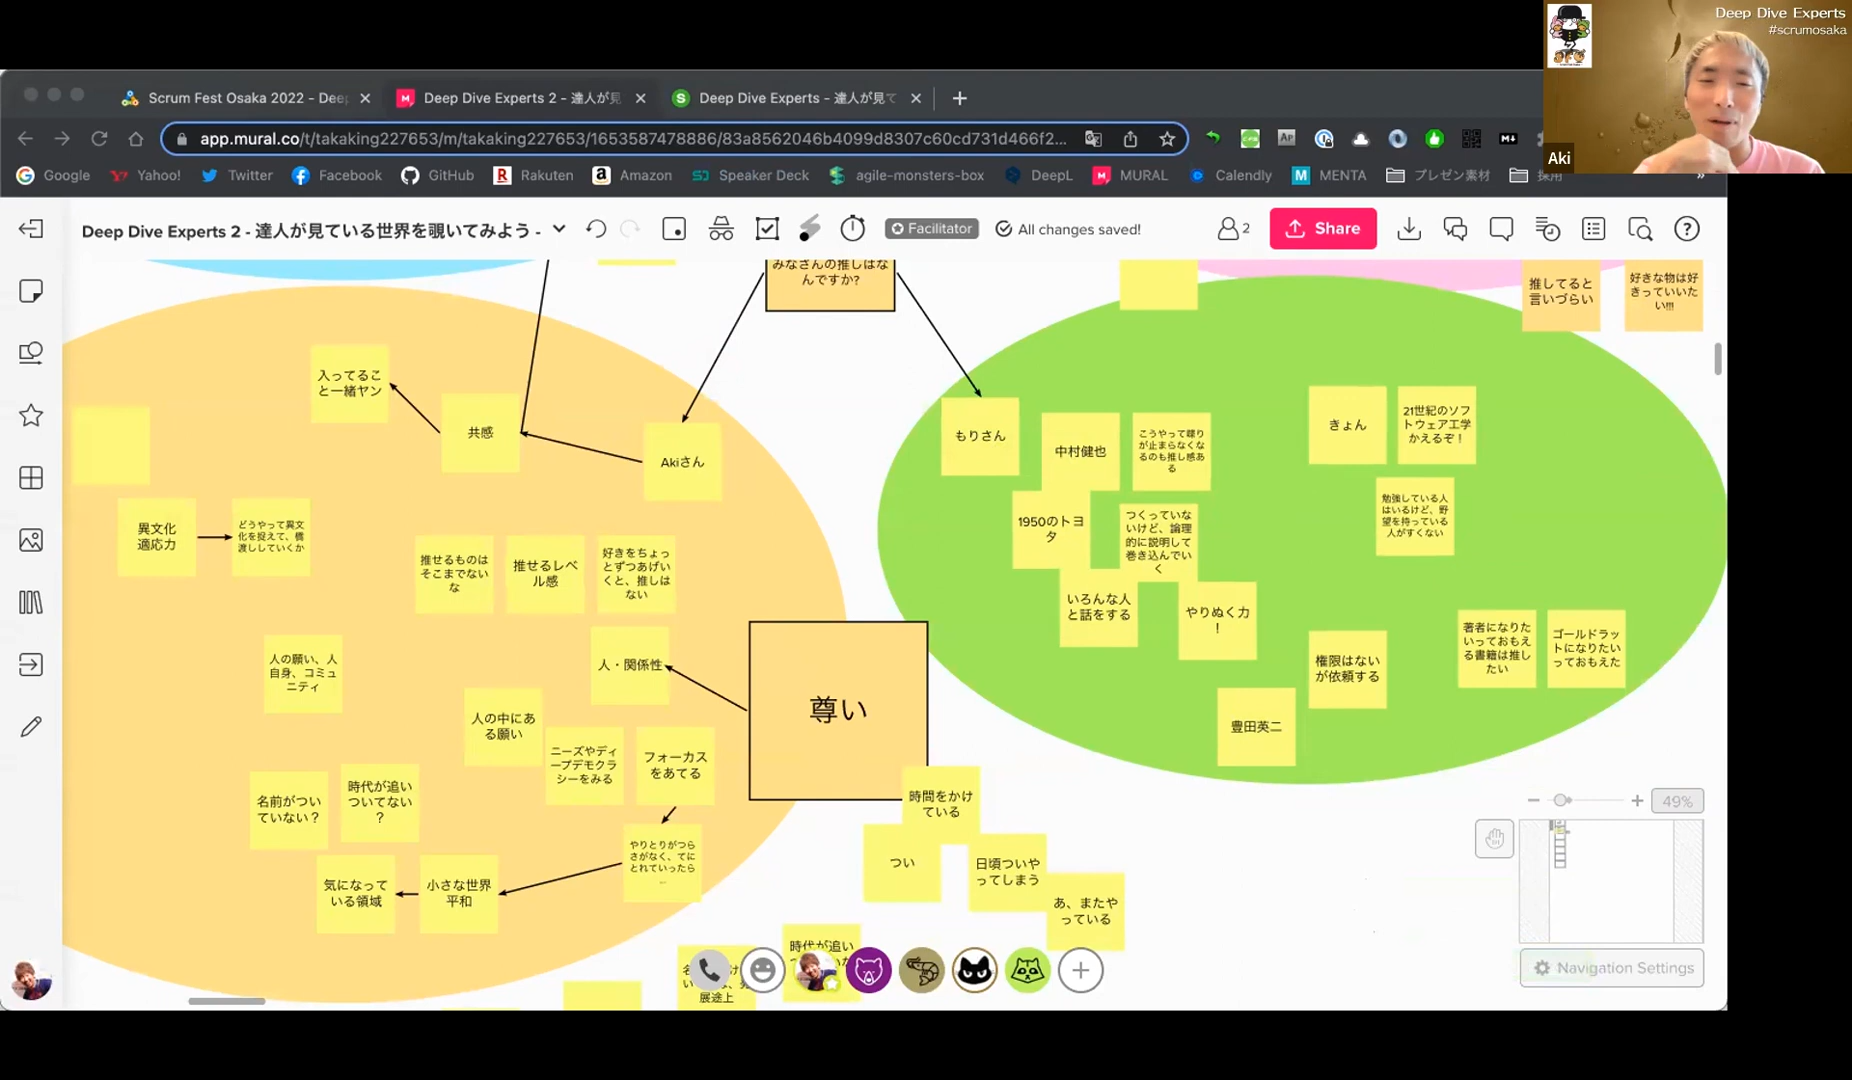 Deep Dive Experts
#scrumosaka
Aki
Scrum Fest Osaka 2022 - Deep
Deep Dive Experts 2 - 達人が見
Deep Dive Experts - 達人が見て
app.mural.co/t/takaking227653/m/takaking227653/1653587478886/83a8562046b4099d8307c60cd731d466f2...
Google
Yahoo!
Twitter
Facebook
GitHub
Rakuten
Amazon
Speaker Deck
agile-monsters-box
DeepL
MURAL
Calendly
MENTA
プレゼン素材
採用
»
Deep Dive Experts 2 - 達人が見ている世界を覗いてみよう -
Facilitator
All changes saved!
2
Share
みなさんの推しはな
んですか?
推してると
言いづらい
好きな物は好
きっていいた
い!!!
入ってるこ
と一緒ヤン
共感
Akiさん
異文化
適応力
どうやって異文
化を捉えて、橋
渡ししていくか
推せるものは
そこまでない
な
推せるレベ
ル感
好きをちょっ
とずつあげい
くと、推しは
ない
人・関係性
人の願い、人
自身、コミュ
ニティ
人の中にあ
る願い
ニーズやディ
ープデモクラ
シーをみる
フォーカス
をあてる
名前がつい
ていない?
時代が追い
ついてない
?
やりとりがつら
さがなく、てに
とれていったら
...
小さな世界
平和
気になって
いる領域
尊い
時間をかけ
ている
つい
日頃ついや
ってしまう
あ、またや
っている
時代が追い
展途上
もりさん
中村健也
こうやって喋り
が止まらなくな
るのも推し感あ
る
1950のトヨ
タ
つくっていな
いけど、論理
的に説明して
巻き込んでい
く
いろんな人
と話をする
やりぬく力
!
きょん
21世紀のソフ
トウェア工学
かえるぞ!
勉強している人
はいるけど、野
望を持っている
人がすくない
権限はない
が依頼する
豊田英二
著者になりた
いっておもえ
る書籍は推し
たい
ゴールドラッ
トになりたい
っておもえた
49%
Navigation Settings